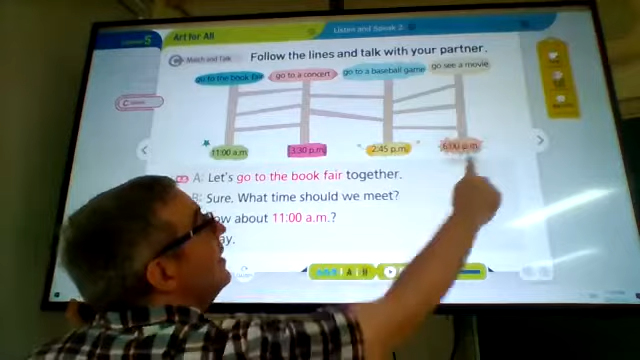 5 Art for All
Listen and Speak 2
C Match and Talk Follow the lines and talk with your partner.
go to the book fair go to a concert go to a baseball game go see a movie
11:00 a.m. 3:30 p.m. 2:45 p.m. 6:00 p.m.
A: Let's go to the book fair together.
B: Sure. What time should we meet?
ow about 11:00 a.m.?
ay.
A B